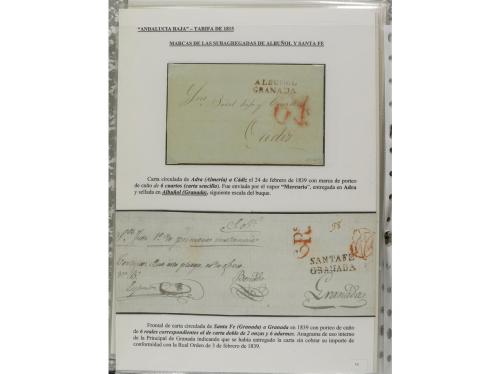 "ANDALUCIA BAJA" – TARIFA DE 1815
MARCAS DE LAS SUBAGREGADAS DE ALBUÑOL Y SANTA FE
ALBUÑOL
GRANADA
Cadiz
Carta circulada de Adra (Almería) a Cádiz el 24 de febrero de 1839 con marca de porteo
de cuño de 6 cuartos (carta sencilla). Fue enviada por el vapor "Mercurio", entregada en Adra
y sellada en Albuñol (Granada), siguiente escala del buque.
SANTAFE
GRANADA
Granada
Frontal de carta circulada de Santa Fe (Granada) a Granada en 1839 con porteo de cuño de
6 reales correspondientes al de carta doble de 2 onzas y 6 adarmes. Anagrama de uso interno
de la Principal de Granada indicando que se había entregado la carta sin cobrar su importe de
conformidad con la Real Orden de 3 de febrero de 1839.